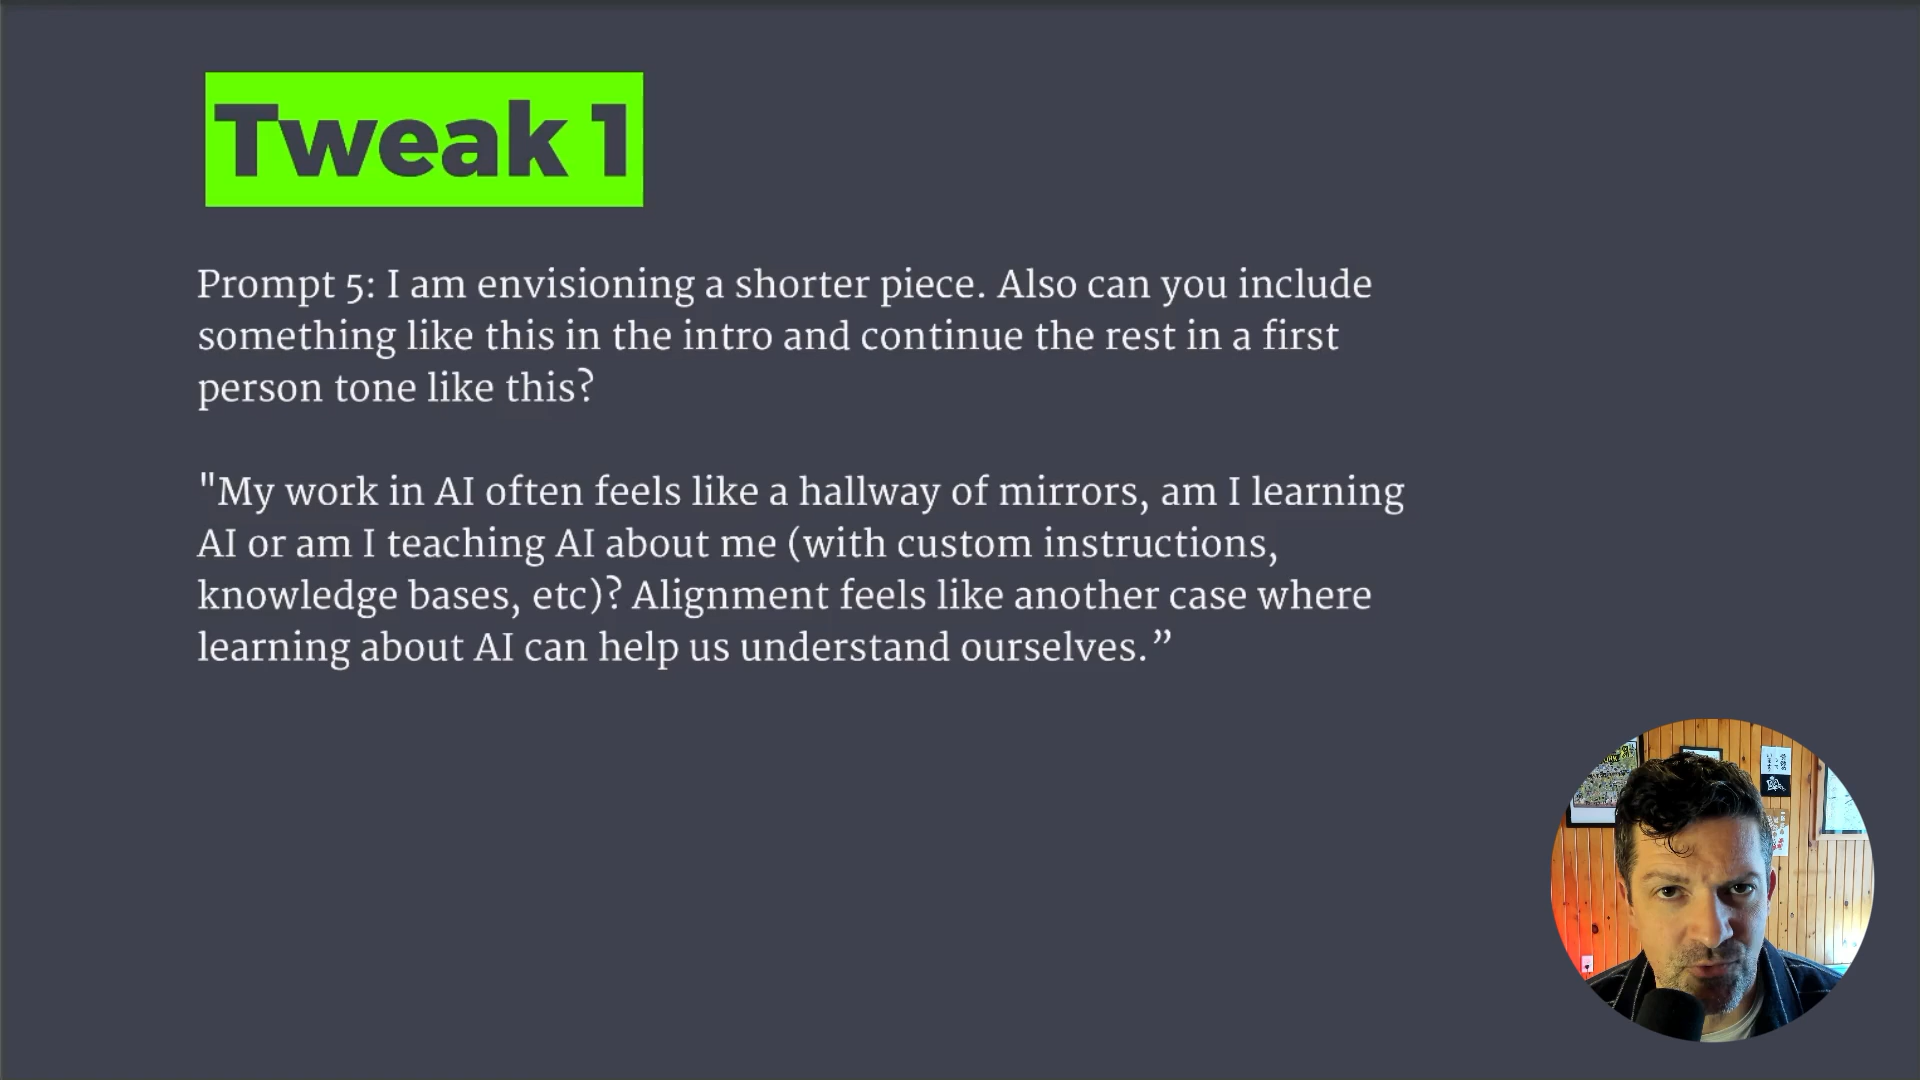 Tweak 1
Prompt 5: I am envisioning a shorter piece. Also can you include
something like this in the intro and continue the rest in a first
person tone like this?
"My work in AI often feels like a hallway of mirrors, am I learning
AI or am I teaching AI about me (with custom instructions,
knowledge bases, etc)? Alignment feels like another case where
learning about AI can help us understand ourselves.”